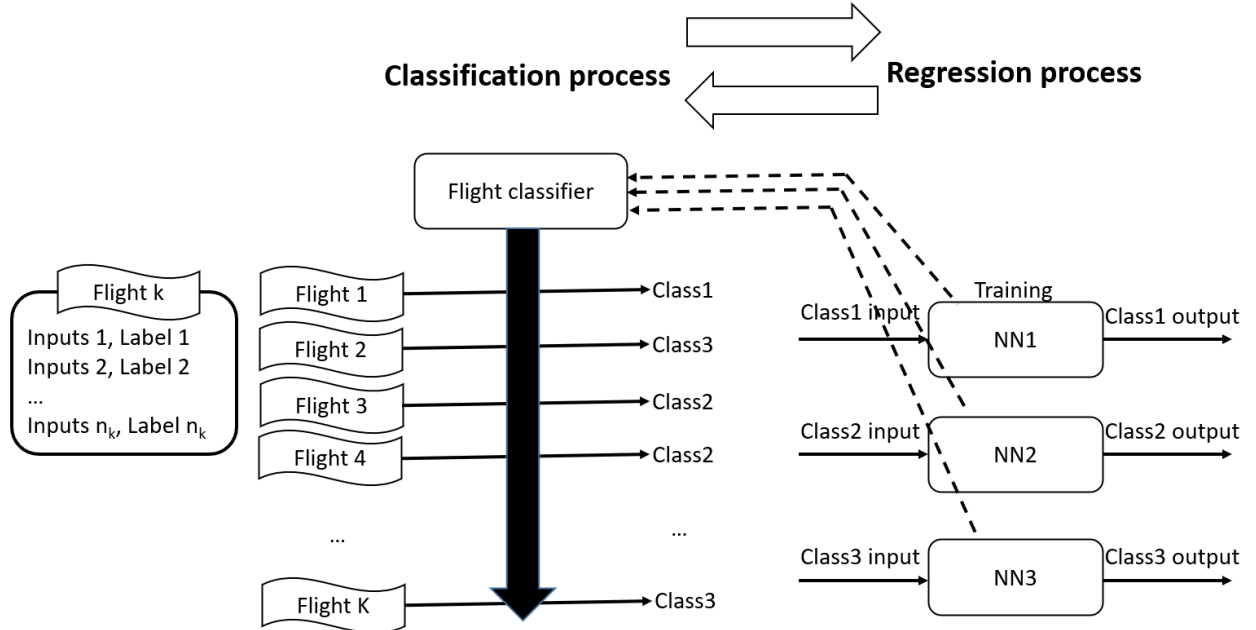 Classification process
Regression process
Flight classifier
Flight k
Inputs 1, Label 1
Inputs 2, Label 2
...
Inputs nk, Label nk
Flight 1
Class1
Flight 2
Class3
Flight 3
Class2
Flight 4
Class2
...
...
Flight K
Class3
Training
Class1 input
NN1
Class1 output
Class2 input
NN2
Class2 output
Class3 input
NN3
Class3 output